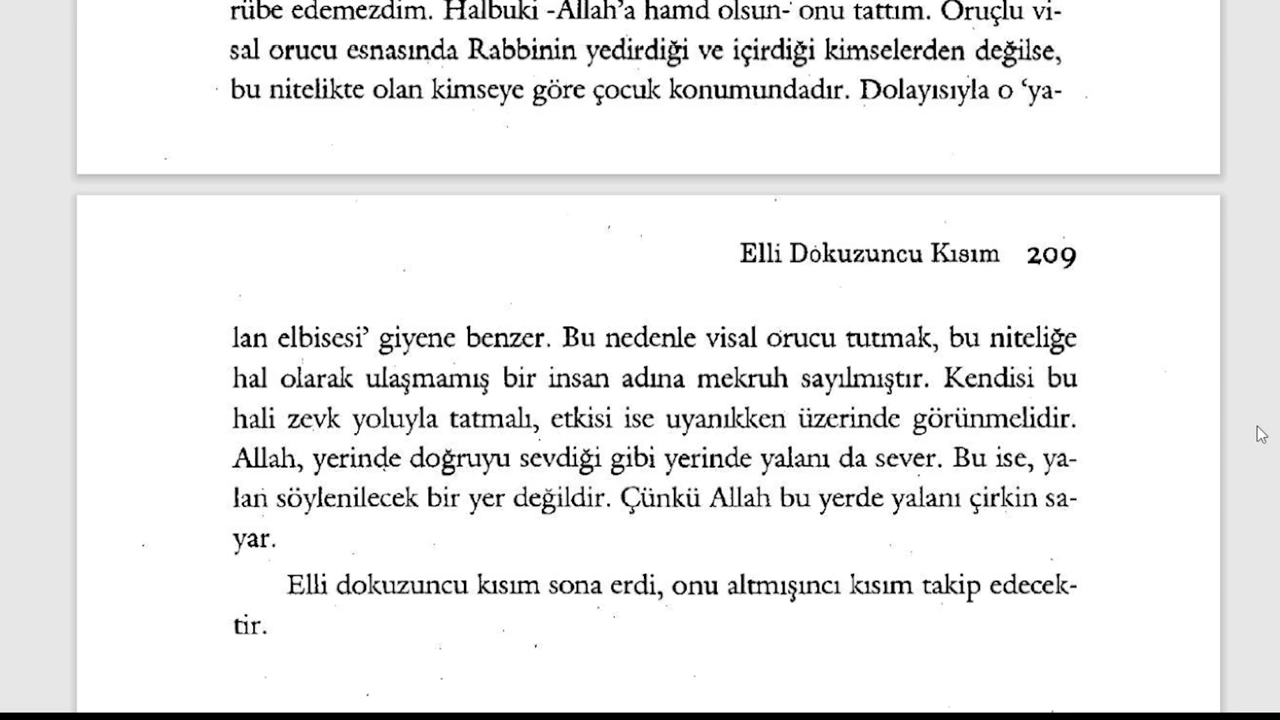 rübe edemezdim. Halbuki -Allah'a hamd olsun- onu tattım. Oruçlu vi-
sal orucu esnasında Rabbinin yedirdiği ve içirdiği kimselerden değilse,
bu nitelikte olan kimseye göre çocuk konumundadır. Dolayısıyla o ‘ya-
Elli Dokuzuncu Kısım 209
lan elbisesi’ giyene benzer. Bu nedenle visal orucu tutmak, bu niteliğe
hal olarak ulaşmamış bir insan adına mekruh sayılmıştır. Kendisi bu
hali zevk yoluyla tatmalı, etkisi ise uyanıkken üzerinde görünmelidir.
Allah, yerinde doğruyu sevdiği gibi yerinde yalanı da sever. Bu ise, ya-
lan söylenilecek bir yer değildir. Çünkü Allah bu yerde yalanı çirkin sa-
yar.
Elli dokuzuncu kısım sona erdi, onu altmışıncı kısım takip edecek-
tir.